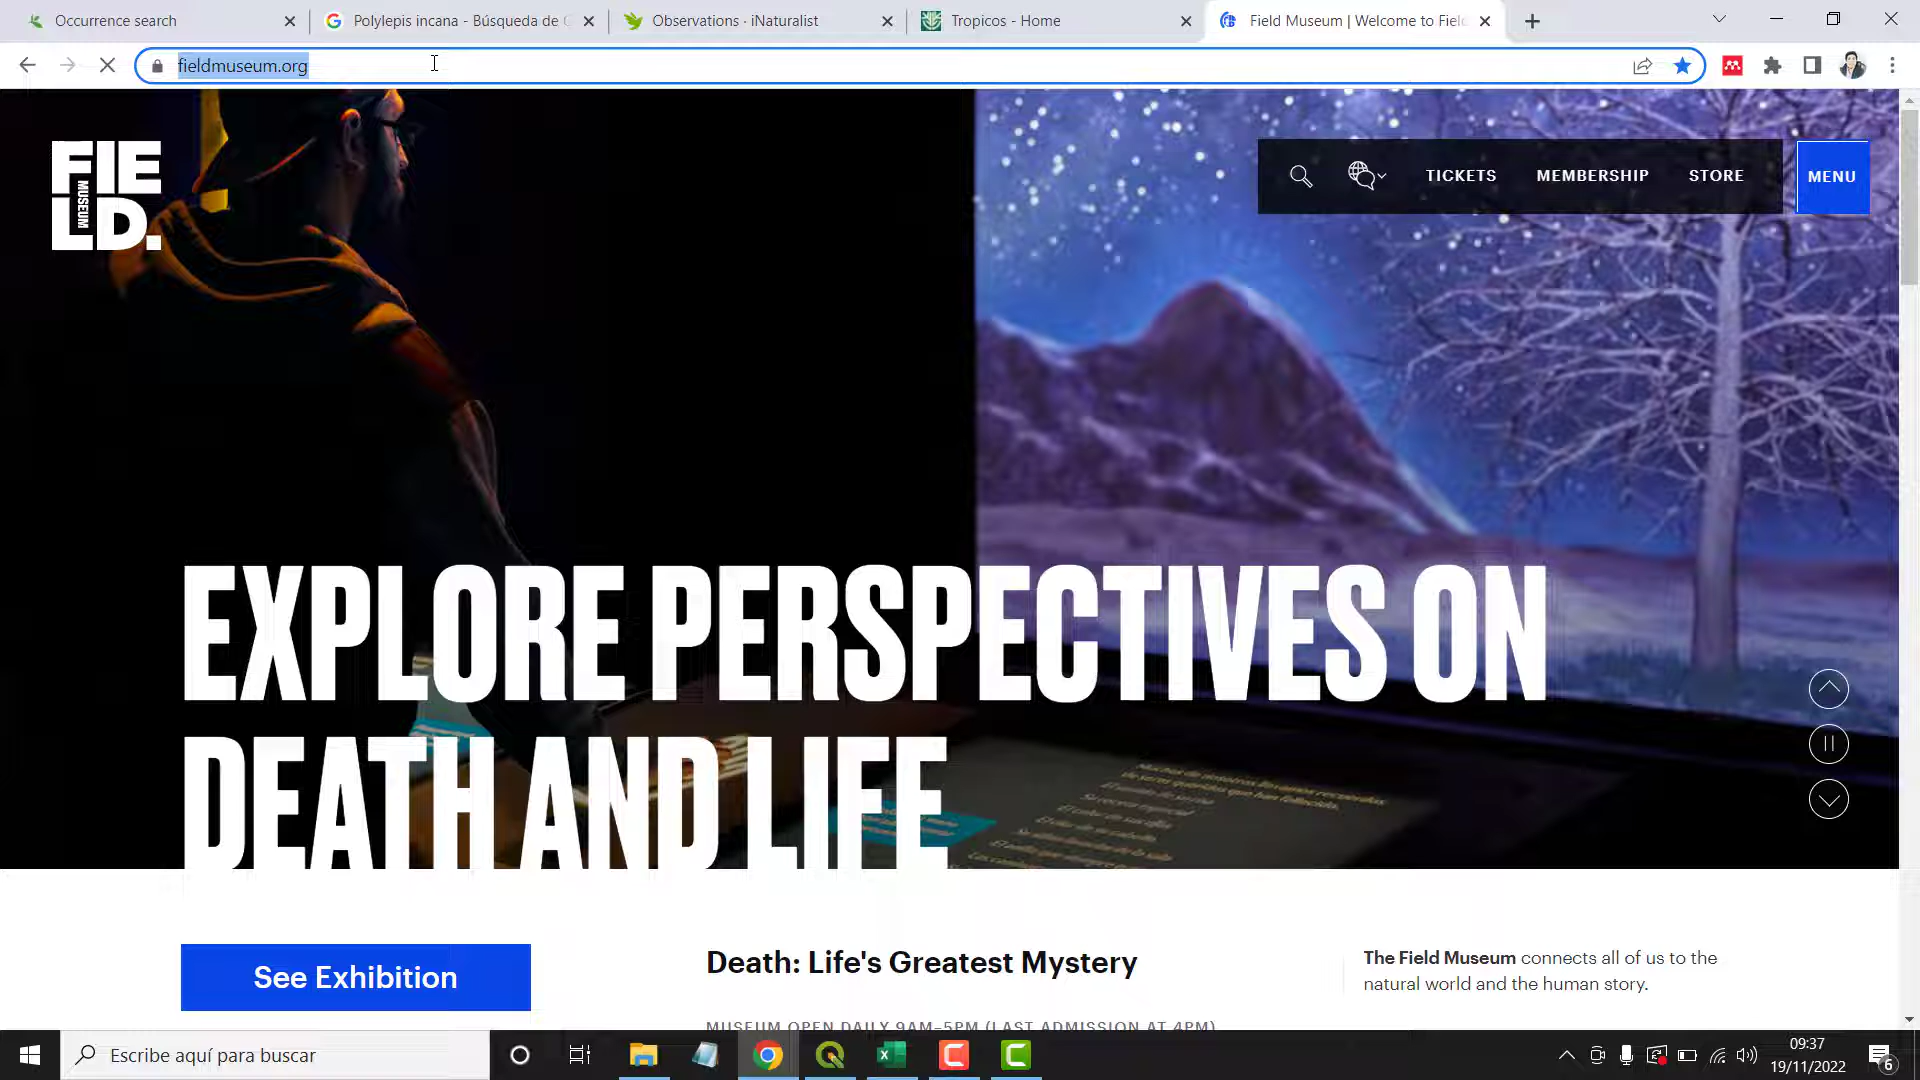 Occurrence search
Polylepis incana - Búsqueda de G
Observations · iNaturalist
Tropicos - Home
Field Museum | Welcome to Fiel
fieldmuseum.org
FIELD.
MUSEUM
TICKETS
MEMBERSHIP
STORE
MENU
EXPLORE PERSPECTIVES ON
DEATH AND LIFE
See Exhibition
Death: Life's Greatest Mystery
The Field Museum connects all of us to the
natural world and the human story.
MUSEUM OPEN DAILY 9AM–5PM (LAST ADMISSION AT 4PM)
Escribe aquí para buscar
09:37
19/11/2022
6